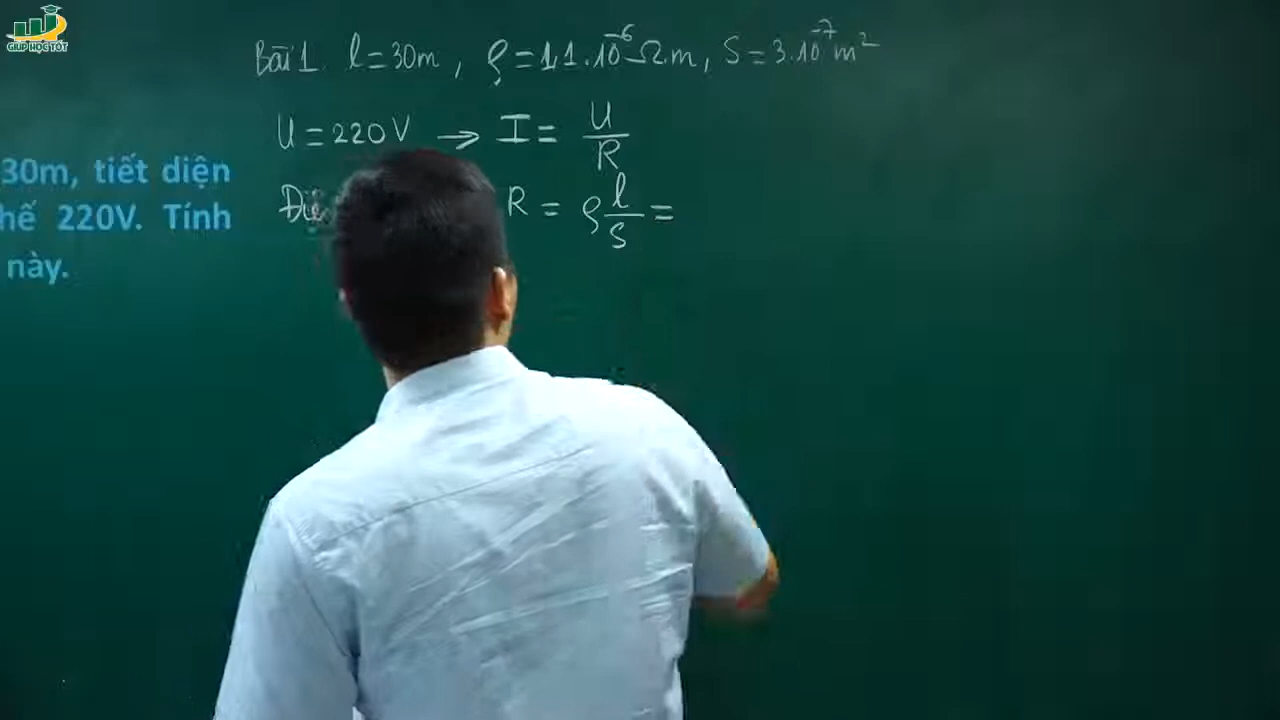 GIÚP HỌC TỐT
Bài 1. l = 30m, ρ = 1,1.10⁻⁶ Ωm, S = 3.10⁻⁷ m²
U = 220V → I = U/R
30m, tiết diện
R = ρ l/S =
220V. Tính
này.